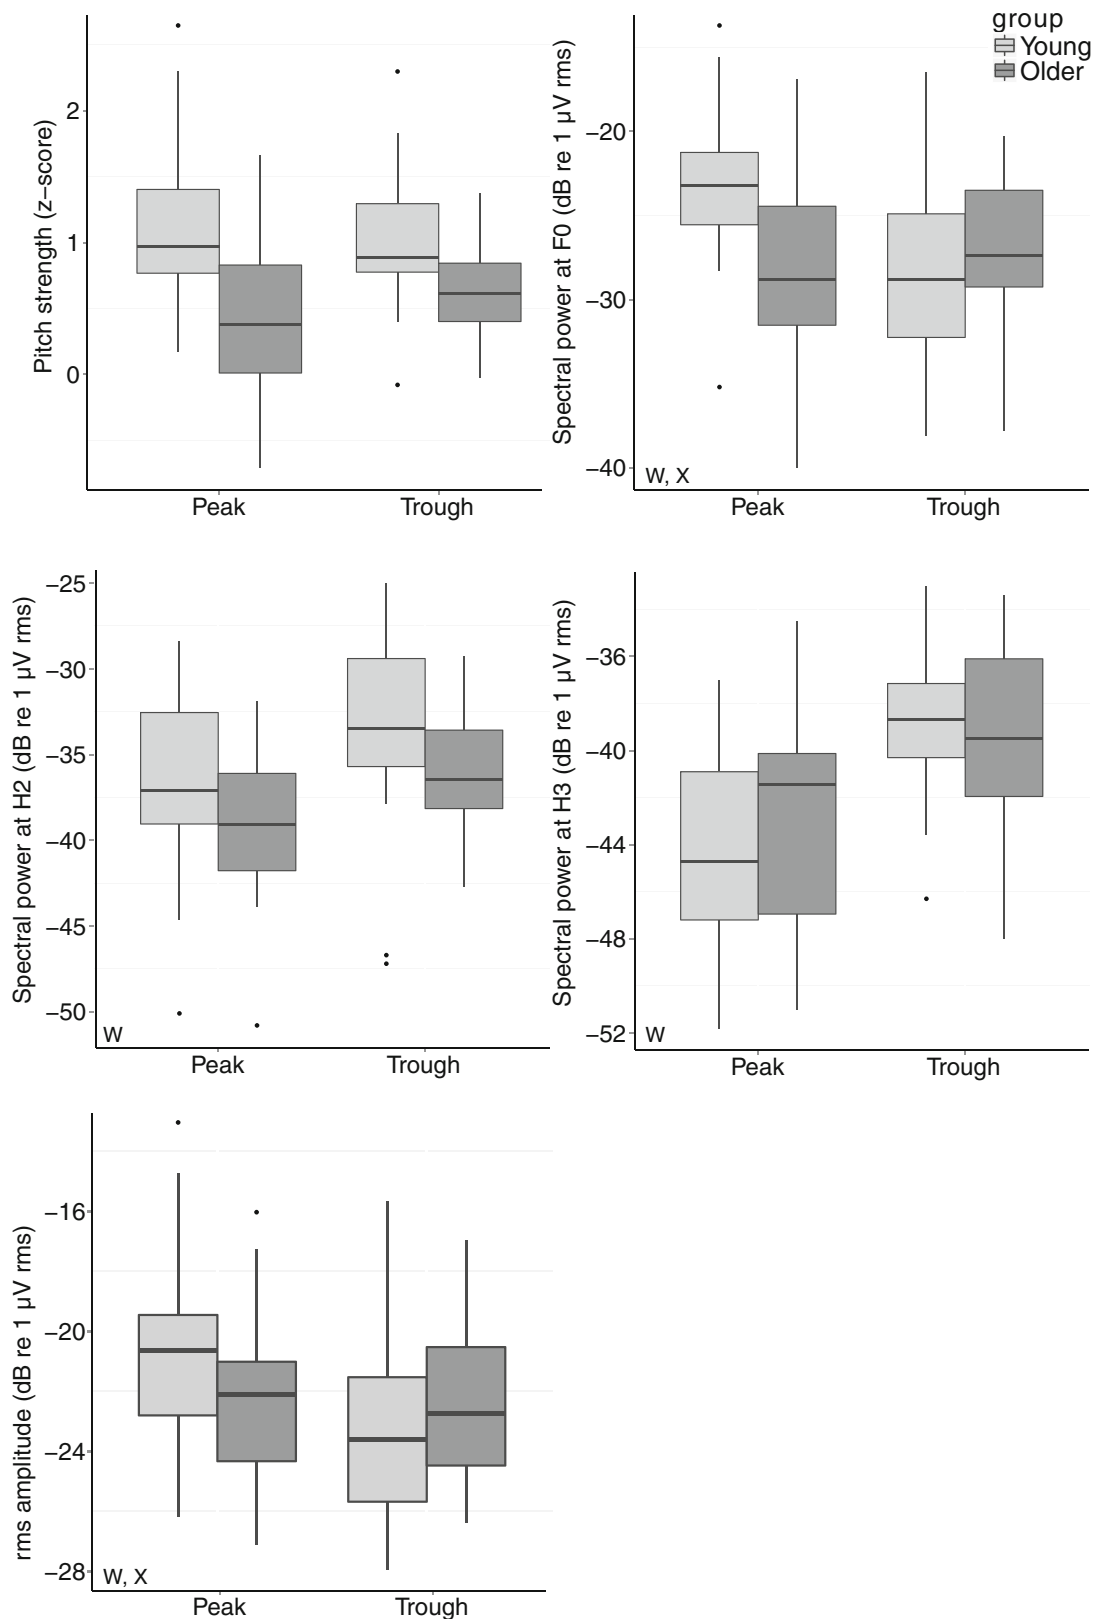 group
Young
Older
Pitch strength (z−score)
2
1
0
Peak
Trough
Spectral power at F0 (dB re 1 µV rms)
−20
−30
−40
W, X
Peak
Trough
Spectral power at H2 (dB re 1 µV rms)
−25
−30
−35
−40
−45
−50
W
Peak
Trough
Spectral power at H3 (dB re 1 µV rms)
−36
−40
−44
−48
−52
W
Peak
Trough
rms amplitude (dB re 1 µV rms)
−16
−20
−24
−28
W, X
Peak
Trough